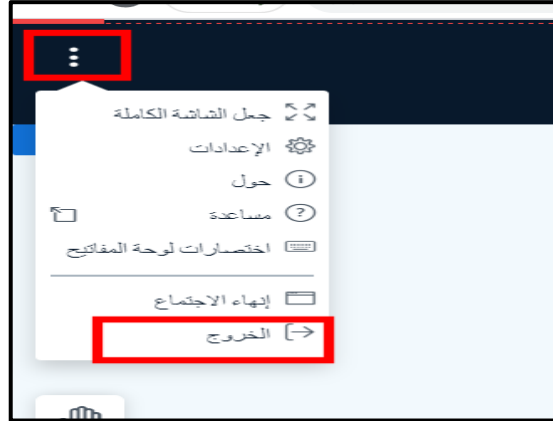 جعل الشاشة الكاملة
الإعدادات
حول
مساعدة
اختصارات لوحة المفاتيح
إنهاء الاجتماع
الخروج